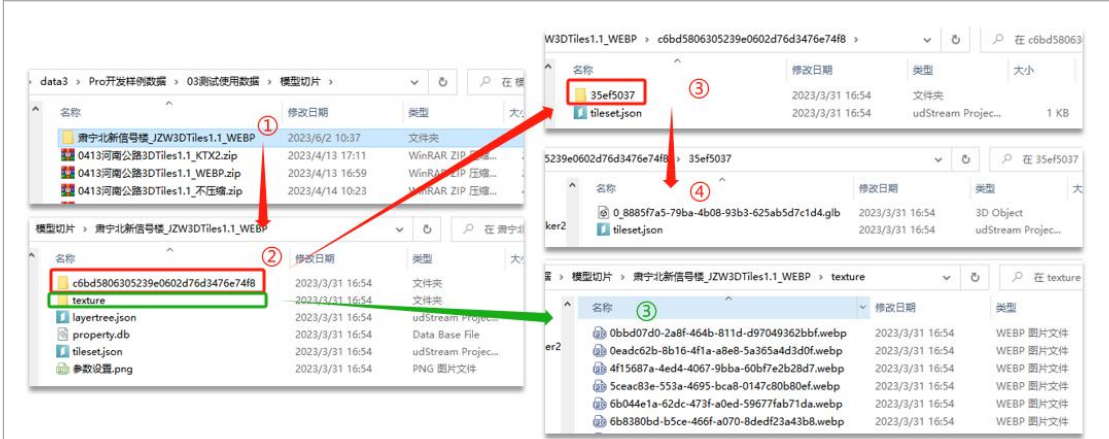 data3 › Pro开发样例数据 › 03测试使用数据 › 模型切片 ›
名称 修改日期 类型
①
肃宁北新信号楼_JZW3DTiles1.1_WEBP 2023/6/2 10:37 文件夹
0413河南公路3DTiles1.1_KTX2.zip 2023/4/13 17:11 WinRAR ZIP 压缩...
0413河南公路3DTiles1.1_WEBP.zip 2023/4/13 16:59 WinRAR ZIP 压缩...
0413河南公路3DTiles1.1_不压缩.zip 2023/4/14 10:23 WinRAR ZIP 压缩...
模型切片 › 肃宁北新信号楼_JZW3DTiles1.1_WEBP
名称 修改日期 类型
②
c6bd5806305239e0602d76d3476e74f8 2023/3/31 16:54 文件夹
texture 2023/3/31 16:54 文件夹
layertree.json 2023/3/31 16:54 udStream Projec...
property.db 2023/3/31 16:54 Data Base File
tileset.json 2023/3/31 16:54 udStream Projec...
参数设置.png 2023/3/31 16:54 PNG 图片文件
W3DTiles1.1_WEBP › c6bd5806305239e0602d76d3476e74f8 › 在 c6bd58063
名称 修改日期 类型 大小
③
35ef5037 2023/3/31 16:54 文件夹
tileset.json 2023/3/31 16:54 udStream Projec... 1 KB
5239e0602d76d3476e74f8 › 35ef5037 在 35ef5037
名称 修改日期 类型
④
0_8885f7a5-79ba-4b08-93b3-625ab5d7c1d4.glb 2023/3/31 16:54 3D Object
ker2
tileset.json 2023/3/31 16:54 udStream Projec...
模型切片 › 肃宁北新信号楼_JZW3DTiles1.1_WEBP › texture 在 texture
名称 修改日期 类型
③
0bbd07d0-2a8f-464b-811d-d97049362bbf.webp 2023/3/31 16:54 WEBP 图片文件
er2
0eadc62b-8b16-4f1a-a8e8-5a365a4d3d0f.webp 2023/3/31 16:54 WEBP 图片文件
4f15687a-4ed4-4067-9bba-60bf7e2b28d7.webp 2023/3/31 16:54 WEBP 图片文件
5ceac83e-553a-4695-bca8-0147c80b80ef.webp 2023/3/31 16:54 WEBP 图片文件
6b044e1a-62dc-473f-a0ed-59677fab71da.webp 2023/3/31 16:54 WEBP 图片文件
6b8380bd-b5ce-466f-a070-8dedf23a43b8.webp 2023/3/31 16:54 WEBP 图片文件